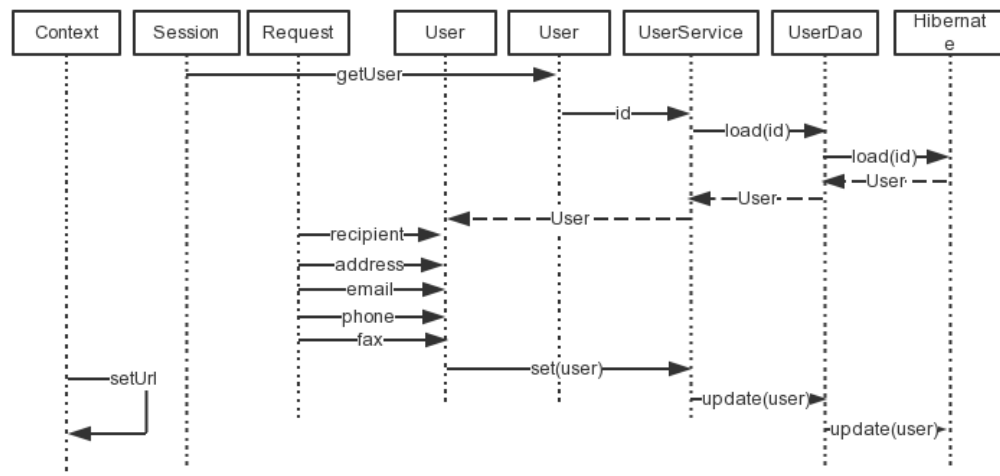 Context
Session
Request
User
User
UserService
UserDao
Hibernat
e
getUser
id
load(id)
load(id)
User
User
User
recipient
address
email
phone
fax
set(user)
setUrl
update(user)
update(user)